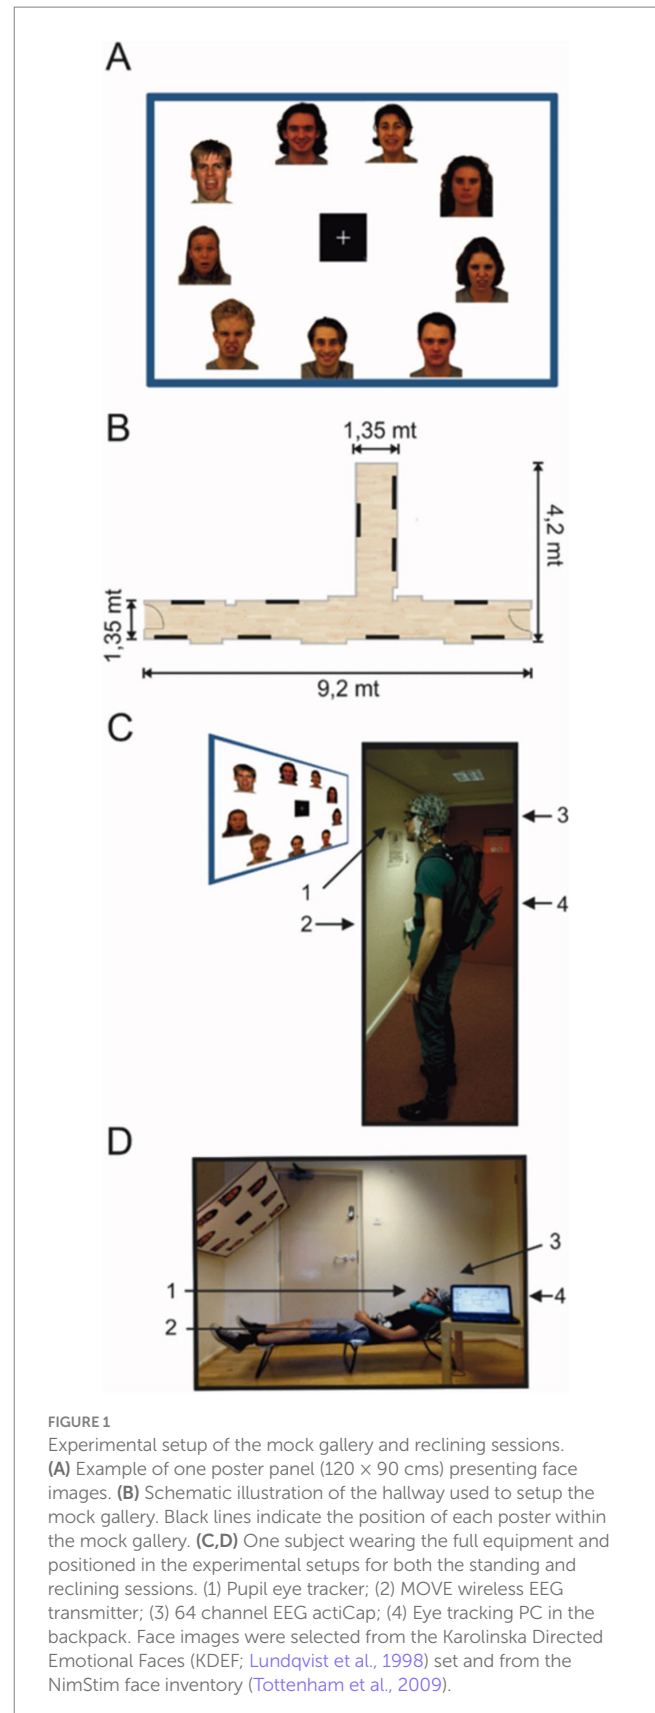 A
B
1,35 mt
4,2 mt
1,35 mt
9,2 mt
C
3
1
4
2
D
3
1
4
2
FIGURE 1
Experimental setup of the mock gallery and reclining sessions.
(A) Example of one poster panel (120 × 90 cms) presenting face
images. (B) Schematic illustration of the hallway used to setup the
mock gallery. Black lines indicate the position of each poster within
the mock gallery. (C,D) One subject wearing the full equipment and
positioned in the experimental setups for both the standing and
reclining sessions. (1) Pupil eye tracker; (2) MOVE wireless EEG
transmitter; (3) 64 channel EEG actiCap; (4) Eye tracking PC in the
backpack. Face images were selected from the Karolinska Directed
Emotional Faces (KDEF; Lundqvist et al., 1998) set and from the
NimStim face inventory (Tottenham et al., 2009).